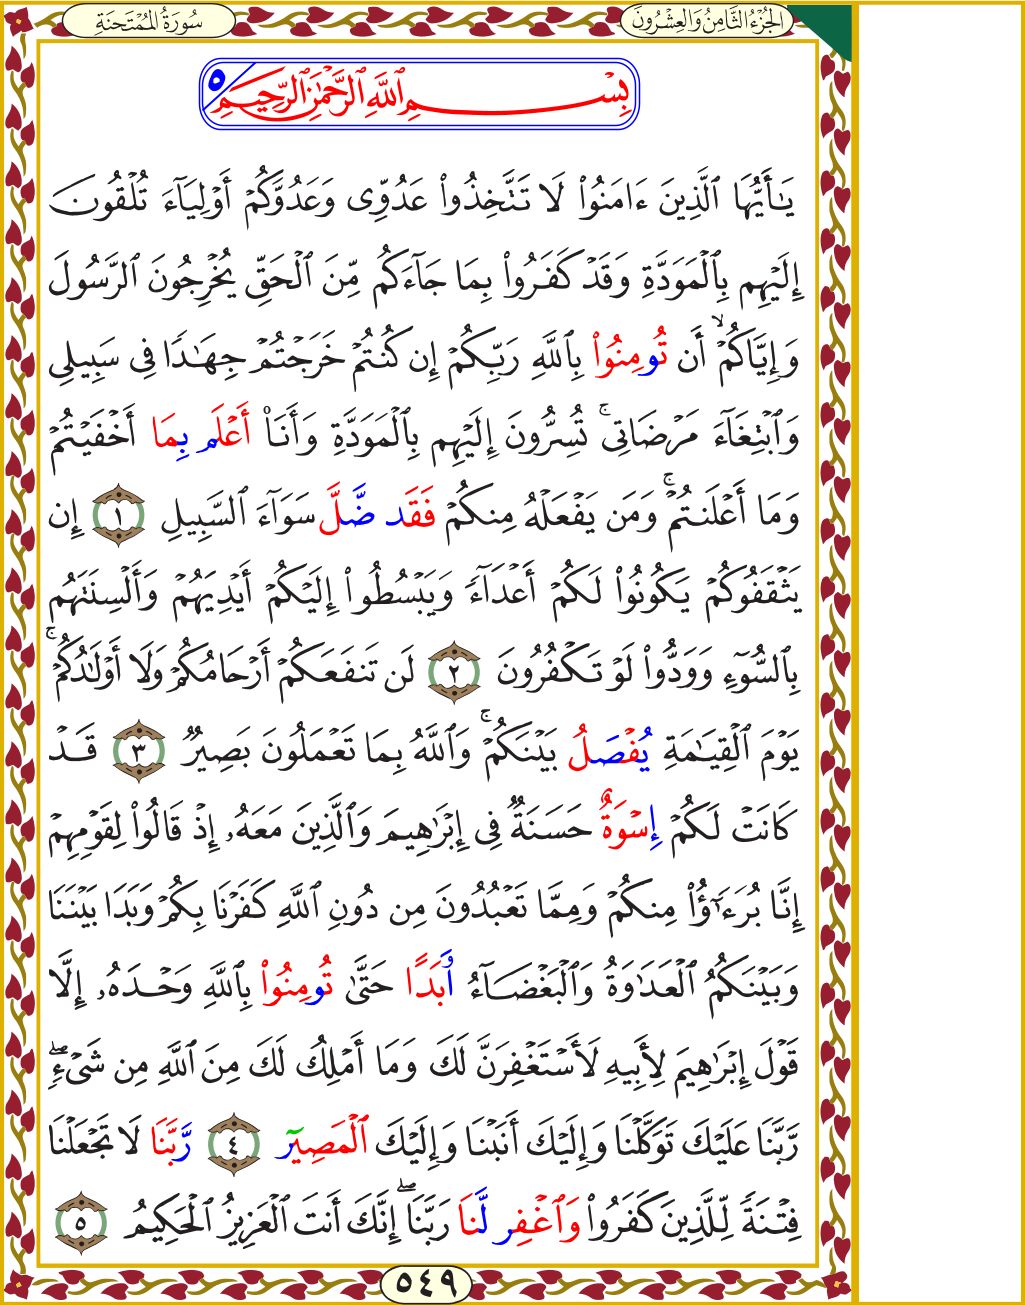 سُورَةُ المُمْتَحنَةِ
الجُزْءُ الثَّامِنُ وَالعِشْرُونَ
بِسْمِ ٱللَّهِ ٱلرَّحْمَٰنِ ٱلرَّحِيمِ ٥
يَٰٓأَيُّهَا ٱلَّذِينَ ءَامَنُوا۟ لَا تَتَّخِذُوا۟ عَدُوِّى وَعَدُوَّكُمْ أَوْلِيَآءَ تُلْقُونَ
إِلَيْهِم بِٱلْمَوَدَّةِ وَقَدْ كَفَرُوا۟ بِمَا جَآءَكُم مِّنَ ٱلْحَقِّ يُخْرِجُونَ ٱلرَّسُولَ
وَإِيَّاكُمْ ۙ أَن تُومِنُوا۟ بِٱللَّهِ رَبِّكُمْ إِن كُنتُمْ خَرَجْتُمْ جِهَٰدًا فِى سَبِيلِى
وَٱبْتِغَآءَ مَرْضَاتِى ۚ تُسِرُّونَ إِلَيْهِم بِٱلْمَوَدَّةِ وَأَنَا۠ أَعْلَم بِمَا أَخْفَيْتُمْ
وَمَا أَعْلَنتُمْ ۚ وَمَن يَفْعَلْهُ مِنكُمْ فَقَد ضَّلَّ سَوَآءَ ٱلسَّبِيلِ ١ إِن
يَثْقَفُوكُمْ يَكُونُوا۟ لَكُمْ أَعْدَآءً وَيَبْسُطُوا۟ إِلَيْكُمْ أَيْدِيَهُمْ وَأَلْسِنَتَهُم
بِٱلسُّوٓءِ وَوَدُّوا۟ لَوْ تَكْفُرُونَ ٢ لَن تَنفَعَكُمْ أَرْحَامُكُمْ وَلَا أَوْلَٰدُكُمْ ۚ
يَوْمَ ٱلْقِيَٰمَةِ يُفْصَلُ بَيْنَكُمْ ۚ وَٱللَّهُ بِمَا تَعْمَلُونَ بَصِيرٌ ٣ قَدْ
كَانَتْ لَكُمْ إِسْوَةٌ حَسَنَةٌ فِى إِبْرَٰهِيمَ وَٱلَّذِينَ مَعَهُۥ إِذْ قَالُوا۟ لِقَوْمِهِمْ
إِنَّا بُرَءَٰٓؤُا۟ مِنكُمْ وَمِمَّا تَعْبُدُونَ مِن دُونِ ٱللَّهِ كَفَرْنَا بِكُمْ وَبَدَا بَيْنَنَا
وَبَيْنَكُمُ ٱلْعَدَٰوَةُ وَٱلْبَغْضَآءُ وَبَدًا حَتَّىٰ تُومِنُوا۟ بِٱللَّهِ وَحْدَهُۥ إِلَّا
قَوْلَ إِبْرَٰهِيمَ لِأَبِيهِ لَأَسْتَغْفِرَنَّ لَكَ وَمَا أَمْلِكُ لَكَ مِنَ ٱللَّهِ مِن شَىْءٍ ۖ
رَّبَّنَا عَلَيْكَ تَوَكَّلْنَا وَإِلَيْكَ أَنَبْنَا وَإِلَيْكَ ٱلْمَصِير ٤ رَّبَّنَا لَا تَجْعَلْنَا
فِتْنَةً لِّلَّذِينَ كَفَرُوا۟ وَٱغْفِر لَّنَا رَبَّنَا ۖ إِنَّكَ أَنتَ ٱلْعَزِيزُ ٱلْحَكِيمُ ٥
٥٤٩